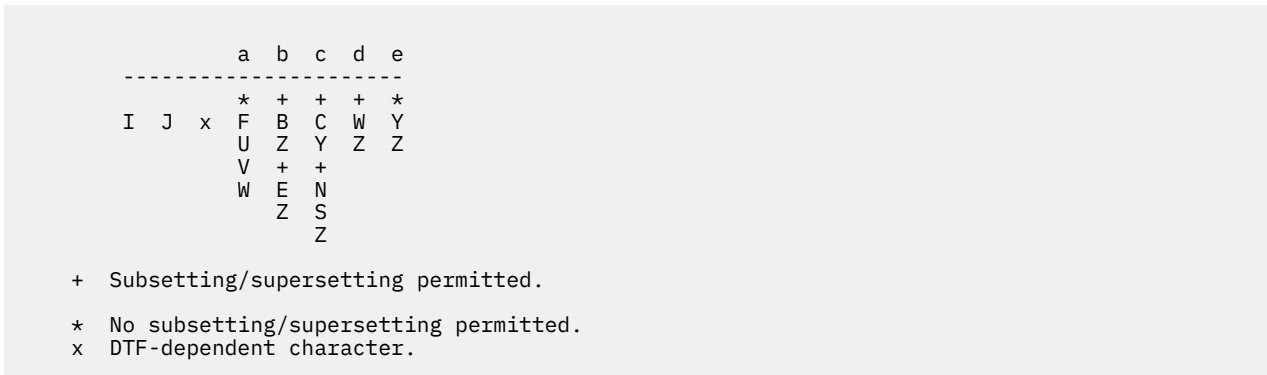 a b c d e
----------------------
* + + + *
I J x F B C W Y
U Z Y Z Z
V + +
W E N
Z S
Z
+ Subsetting/supersetting permitted.
* No subsetting/supersetting permitted.
x DTF-dependent character.